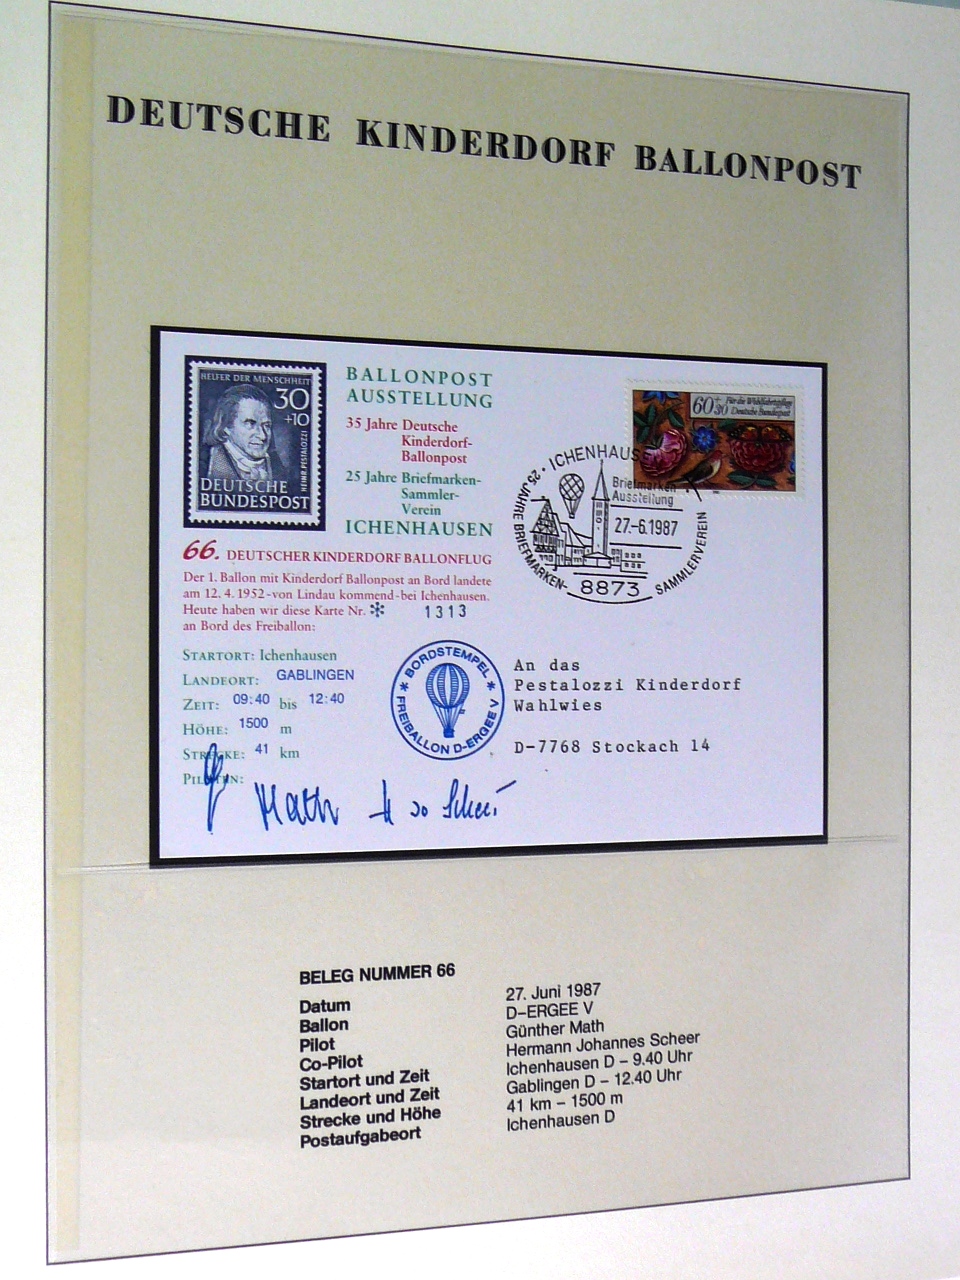 DEUTSCHE KINDERDORF BALLONPOST
HELFER DER MENSCHHEIT
30
+10
HEINR. PESTALOZZI
DEUTSCHE
BUNDESPOST
BALLONPOST
AUSSTELLUNG
35 Jahre Deutsche
Kinderdorf-
Ballonpost
25 Jahre Briefmarken-
Sammler-
Verein
ICHENHAUSEN
60+30 Für die Wohlfahrtspflege
Deutsche Bundespost
25 JAHRE BRIEFMARKEN- SAMMLERVEREIN · ICHENHAUSEN
Briefmarken-
Ausstellung
27.-6.1987
8873
66. DEUTSCHER KINDERDORF BALLONFLUG
Der 1. Ballon mit Kinderdorf Ballonpost an Bord landete
am 12. 4. 1952 - von Lindau kommend - bei Ichenhausen.
Heute haben wir diese Karte Nr. * 1313
an Bord des Freiballon:
STARTORT: Ichenhausen
LANDEORT: GABLINGEN
ZEIT: 09:40 bis 12:40
HÖHE: 1500 m
STRECKE: 41 km
PILOTEN:
Math
* BORDSTEMPEL *
FREIBALLON D-ERGEE V
An das
Pestalozzi Kinderdorf
Wahlwies
D-7768 Stockach 14
BELEG NUMMER 66
Datum 27. Juni 1987
Ballon D-ERGEE V
Pilot Günther Math
Co-Pilot Hermann Johannes Scheer
Startort und Zeit Ichenhausen D – 9.40 Uhr
Landeort und Zeit Gablingen D – 12.40 Uhr
Strecke und Höhe 41 km – 1500 m
Postaufgabeort Ichenhausen D